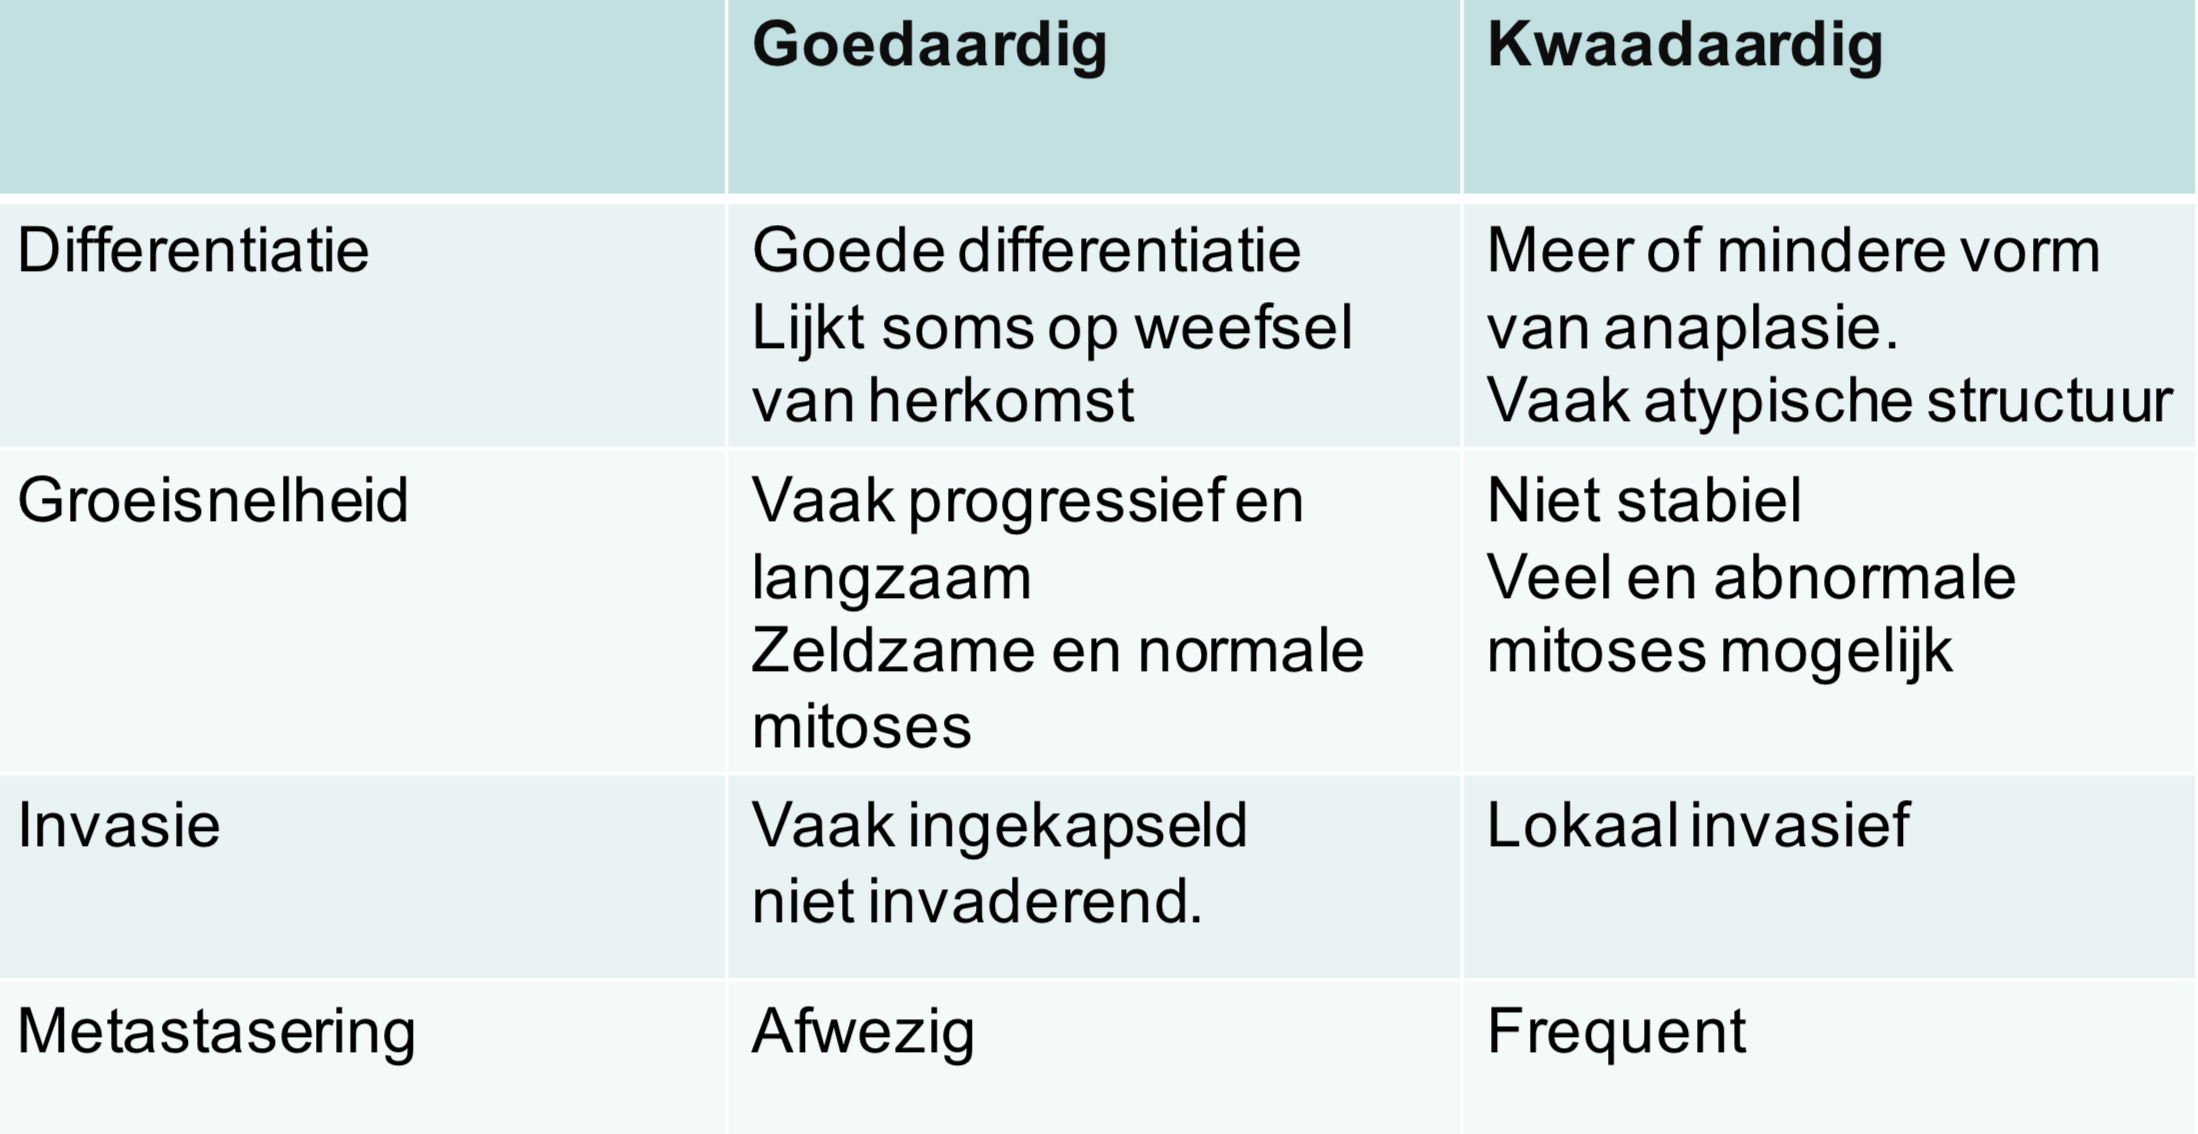 Goedaardig
Kwaadaardig
Differentiatie
Goede differentiatie
Lijkt soms op weefsel
van herkomst
Meer of mindere vorm
van anaplasie.
Vaak atypische structuur
Groeisnelheid
Vaak progressief en
langzaam
Zeldzame en normale
mitoses
Niet stabiel
Veel en abnormale
mitoses mogelijk
Invasie
Vaak ingekapseld
niet invaderend.
Lokaal invasief
Metastasering
Afwezig
Frequent